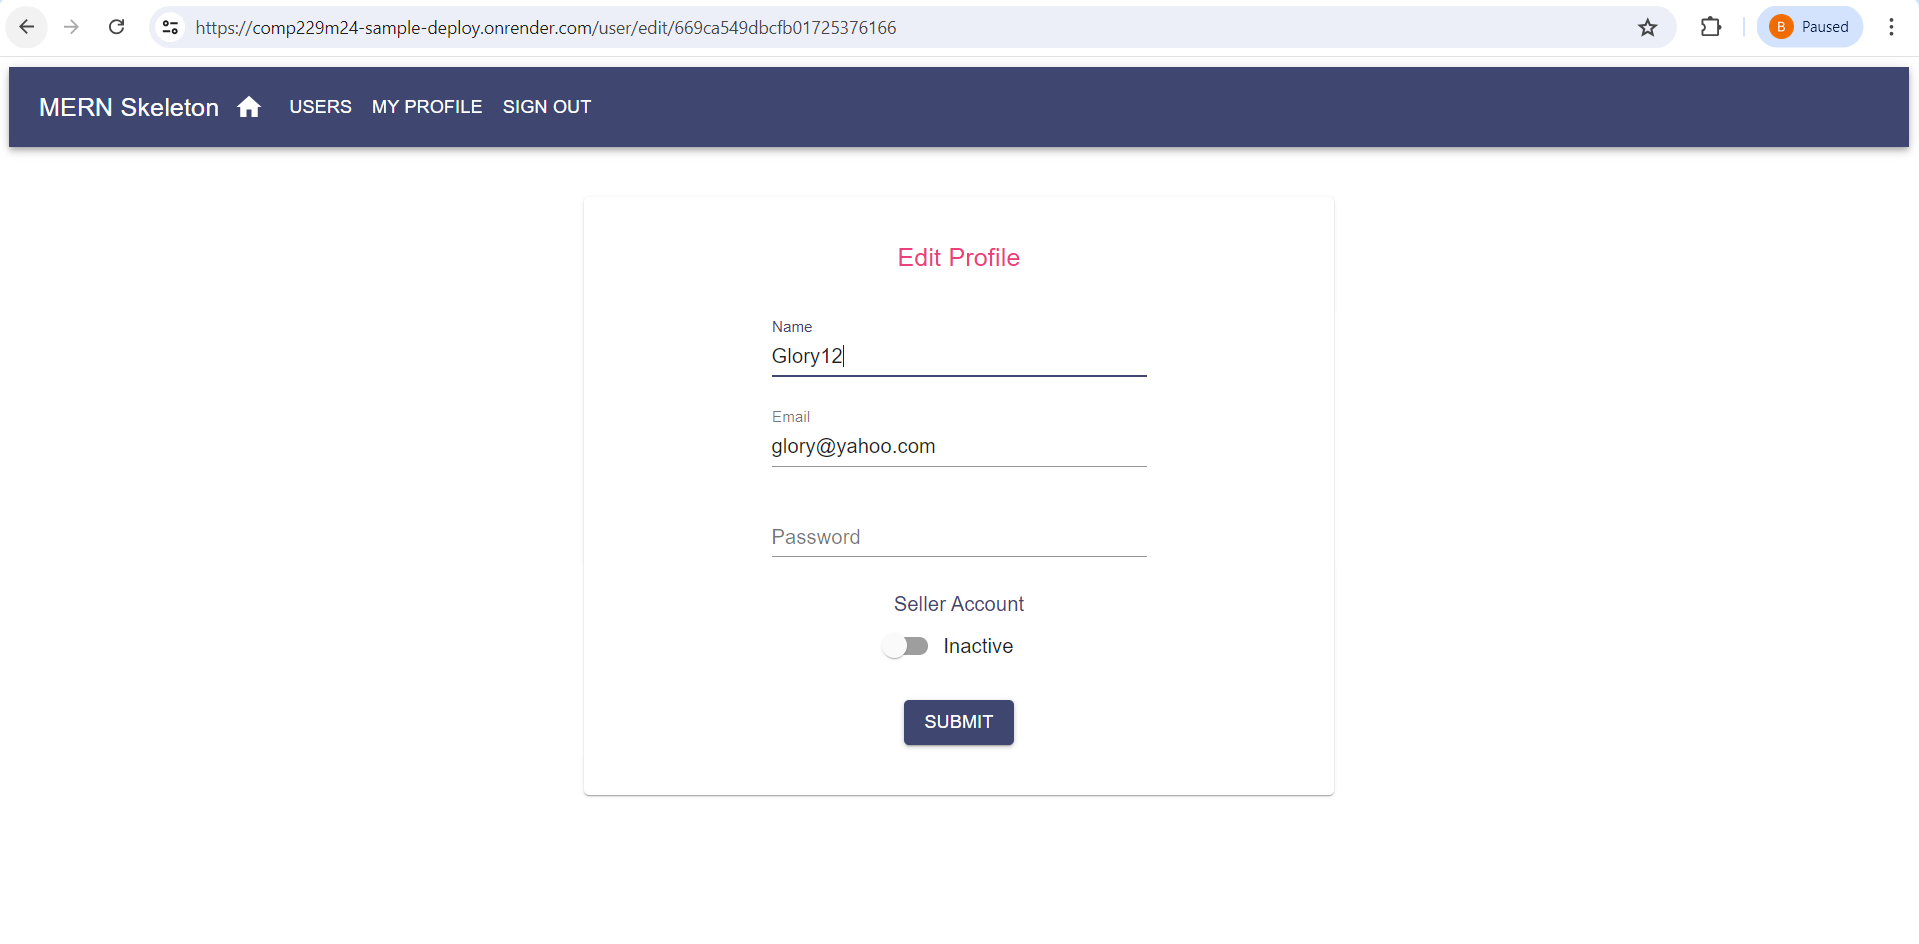 https://comp229m24-sample-deploy.onrender.com/user/edit/669ca549dbcfb01725376166
B Paused
MERN Skeleton USERS MY PROFILE SIGN OUT
Edit Profile
Name
Glory12
Email
glory@yahoo.com
Password
Seller Account
Inactive
SUBMIT